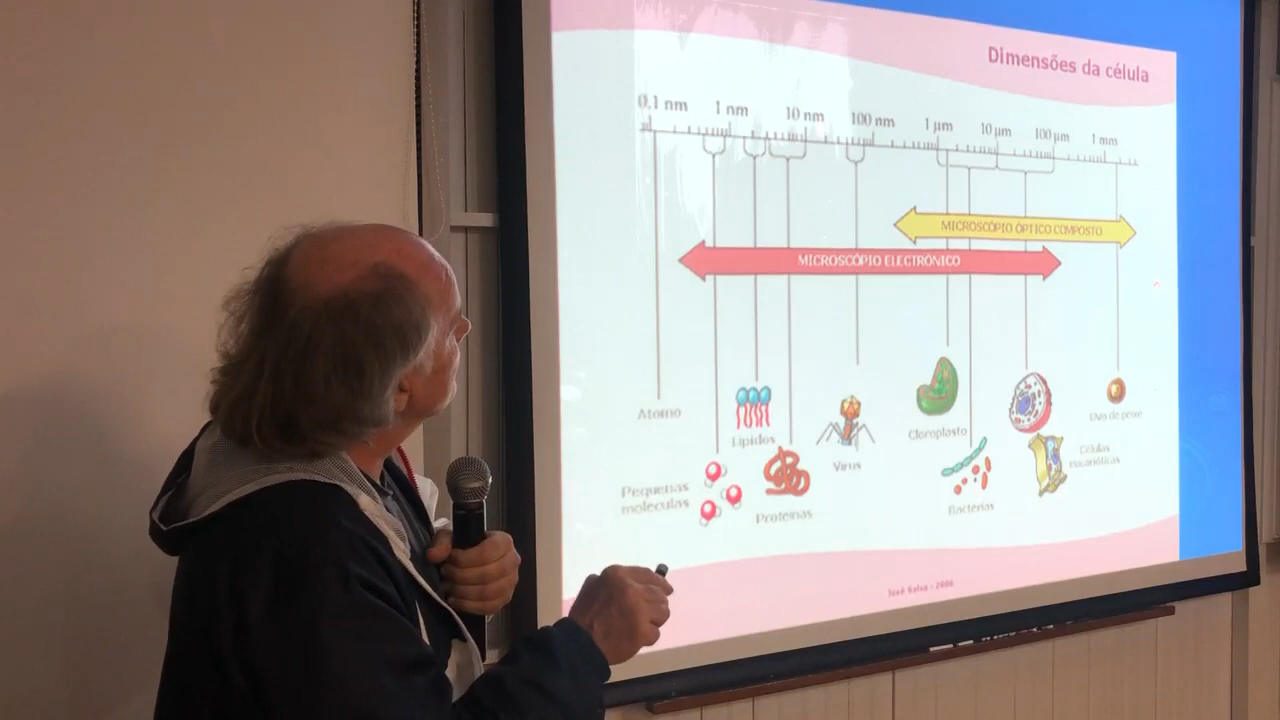 Dimensões da célula
0,1 nm 1 nm 10 nm 100 nm 1 µm 10 µm 100 µm 1 mm
MICROSCÓPIO ÓPTICO COMPOSTO
MICROSCÓPIO ELECTRÓNICO
Átomo
Lípidos
Vírus
Cloroplasto
Ovo de peixe
Células
eucarióticas
Pequenas
moléculas
Proteínas
Bactérias
José Salsa - 2006